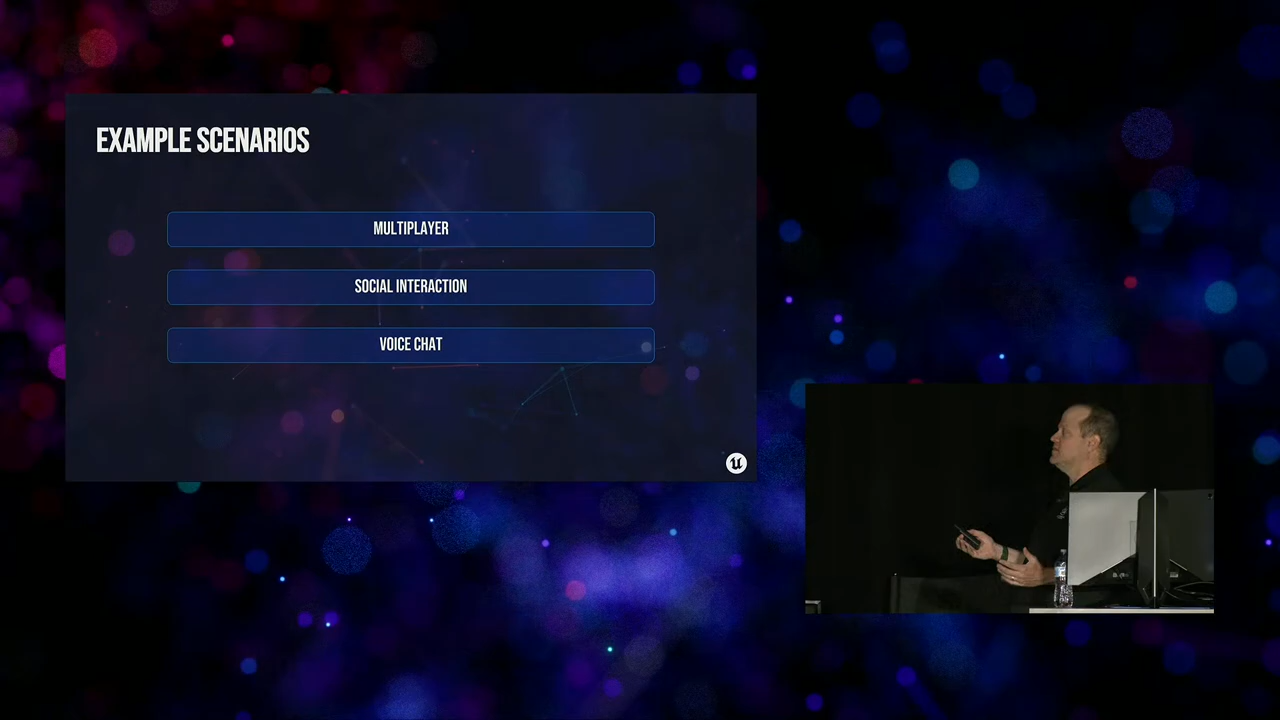 EXAMPLE SCENARIOS
MULTIPLAYER
SOCIAL INTERACTION
VOICE CHAT